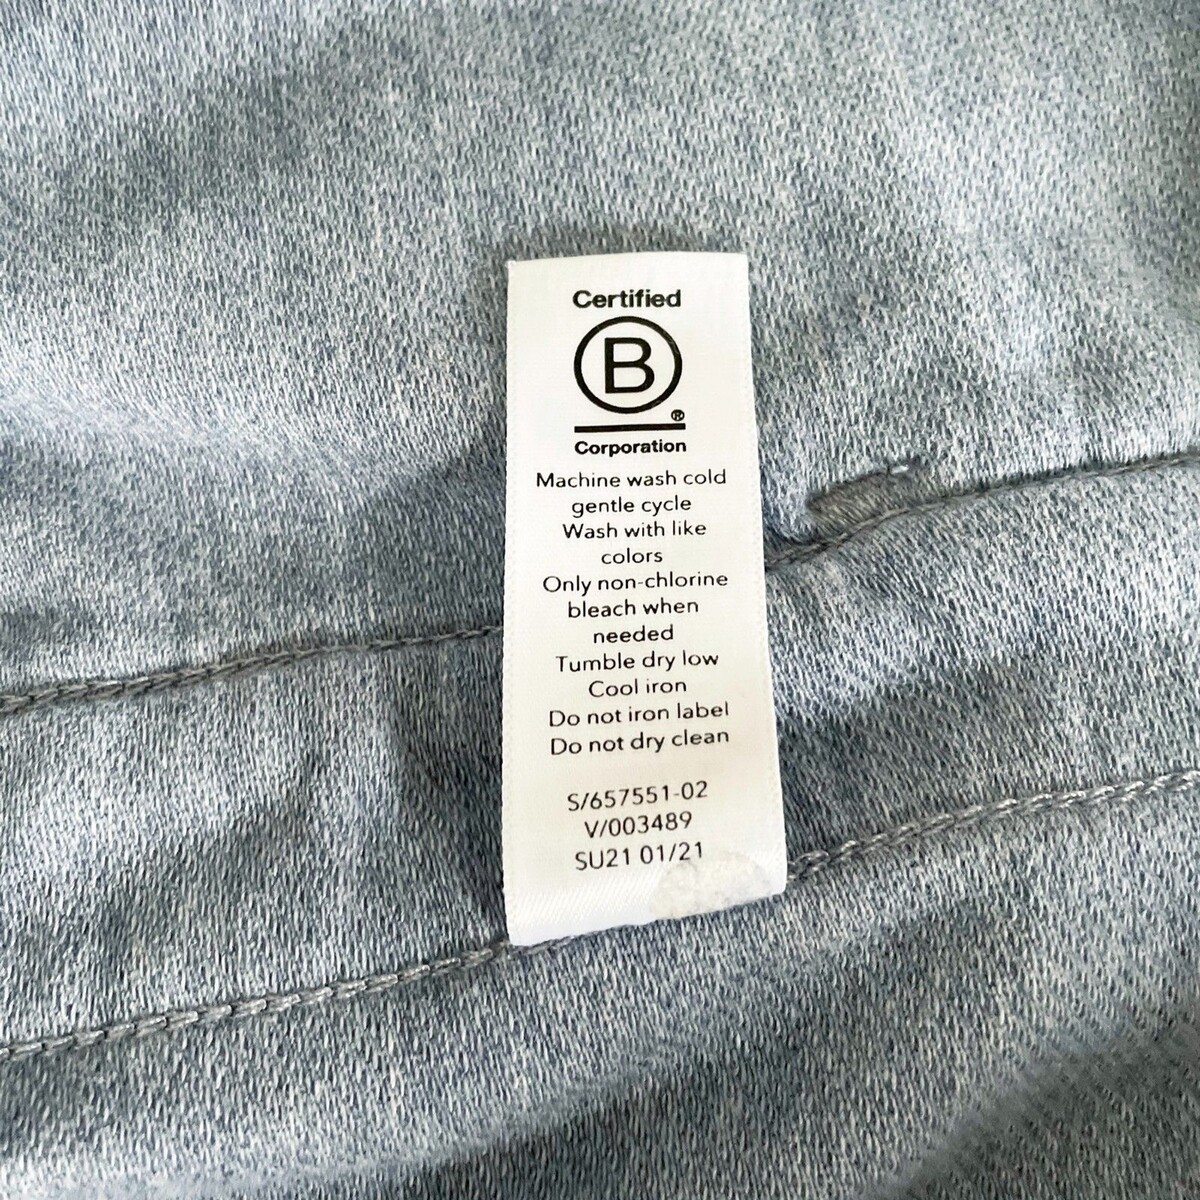 Certified
B
®
Corporation
Machine wash cold
gentle cycle
Wash with like
colors
Only non-chlorine
bleach when
needed
Tumble dry low
Cool iron
Do not iron label
Do not dry clean
S/657551-02
V/003489
SU21 01/21